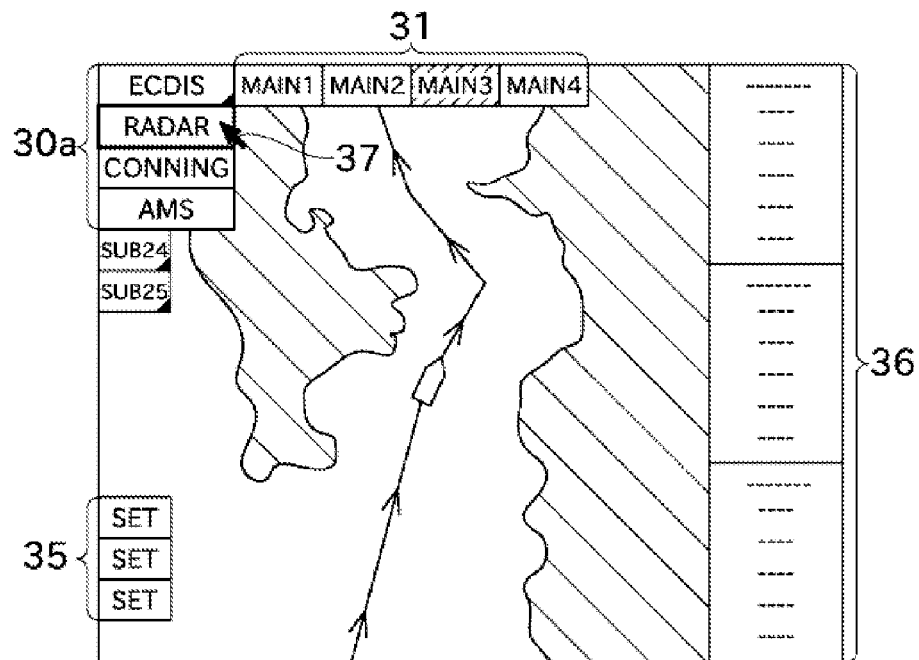 31
ECDIS MAIN1 MAIN2 MAIN3 MAIN4
30a
RADAR
37
CONNING
AMS
SUB24
SUB25
36
35
SET
SET
SET